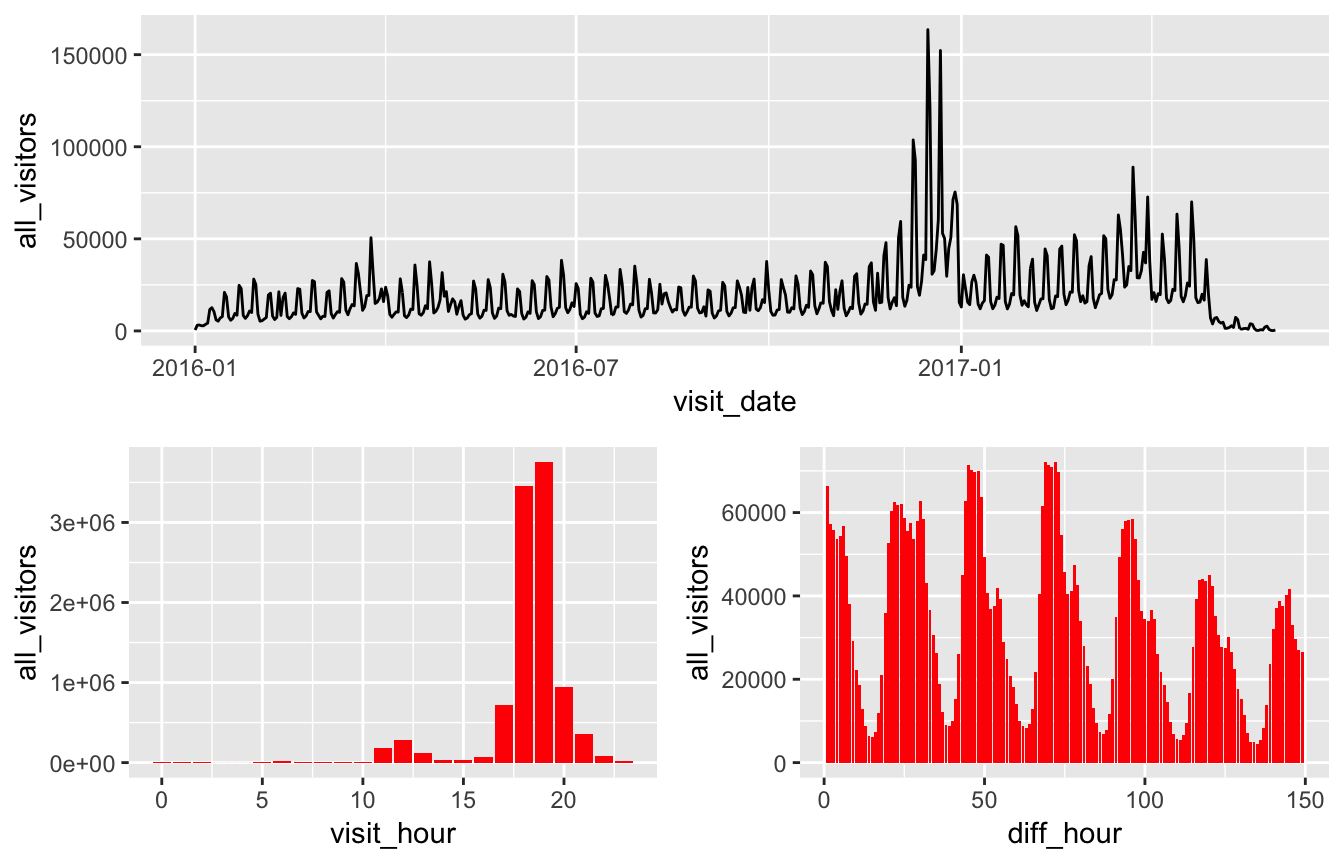 all_visitors
150000
100000
50000
0
2016-01 2016-07 2017-01
visit_date
all_visitors
3e+06
2e+06
1e+06
0e+00
0 5 10 15 20
visit_hour
all_visitors
60000
40000
20000
0
0 50 100 150
diff_hour